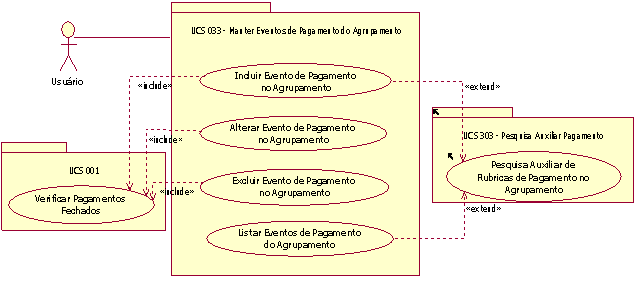 UCS 033 - Manter Eventos de Pagamento do Agrupamento
Usuário
Incluir Evento de Pagamento
no Agrupamento
«include»
«extend»
Alterar Evento de Pagamento
no Agrupamento
«include»
UCS 303 - Pesquisa Auxiliar Pagamento
Pesquisa Auxiliar de
Rubricas de Pagamento no
Agrupamento
UCS 001
Verificar Pagamentos
Fechados
Excluir Evento de Pagamento
no Agrupamento
«include»
«extend»
Listar Eventos de Pagamento
do Agrupamento